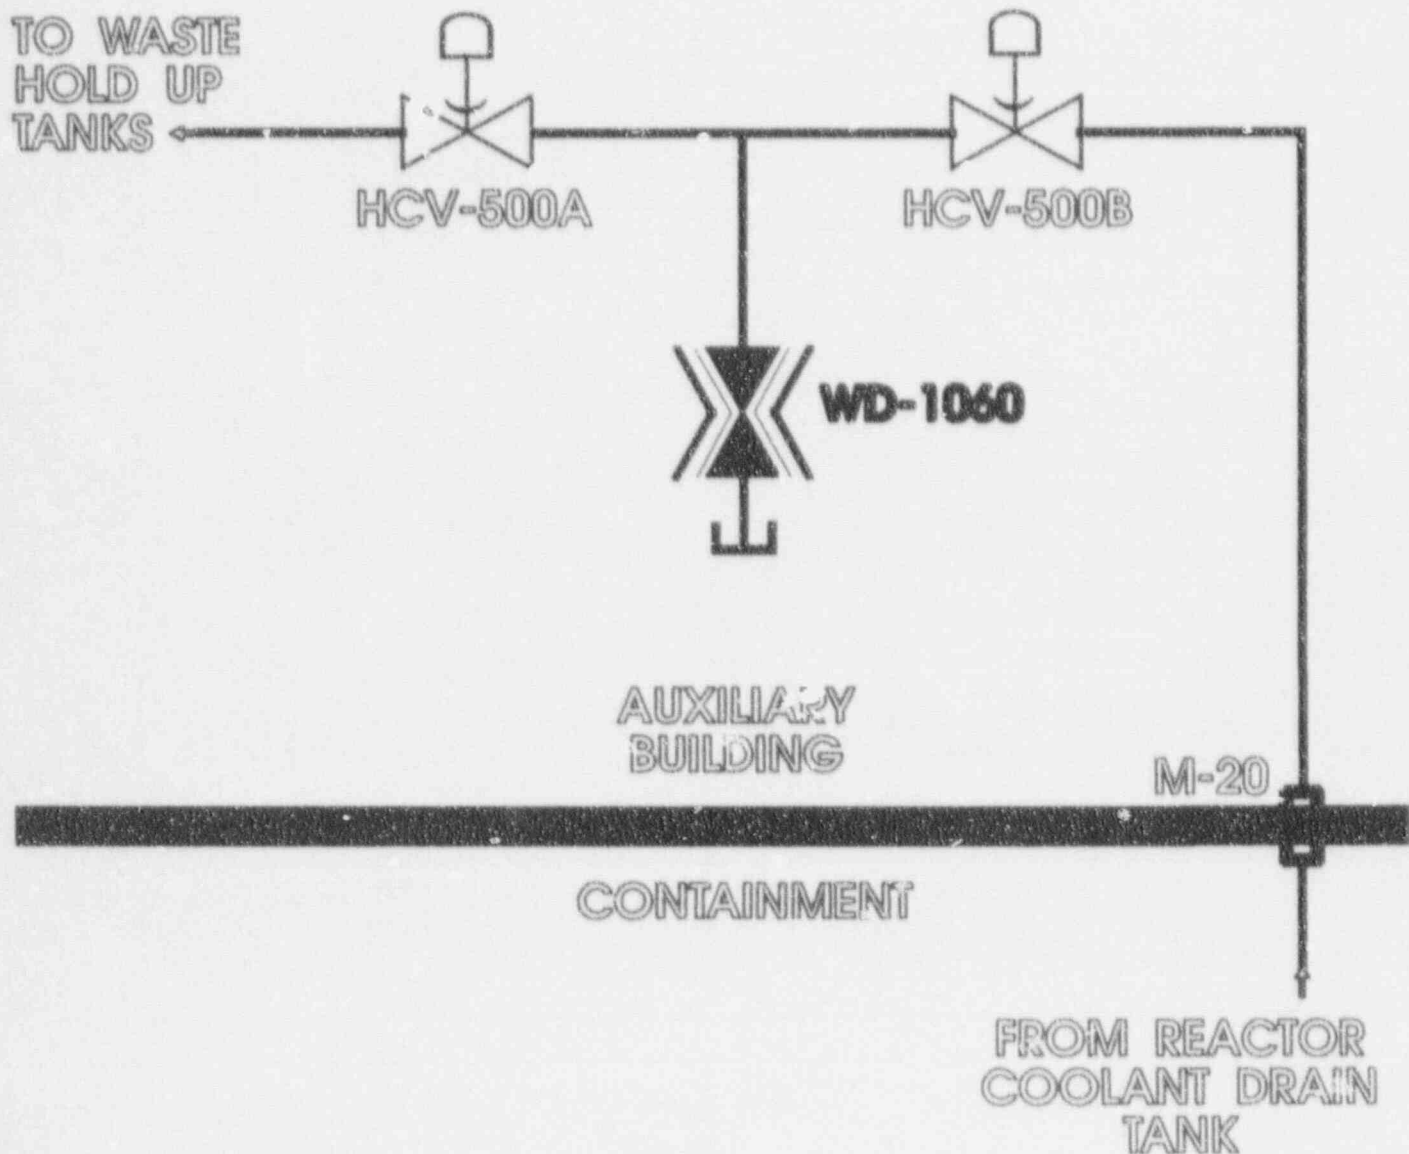 TO WASTE
HOLD UP
TANKS
HCV-500A
HCV-500B
WD-1060
AUXILIARY
BUILDING
M-20
CONTAINMENT
FROM REACTOR
COOLANT DRAIN
TANK